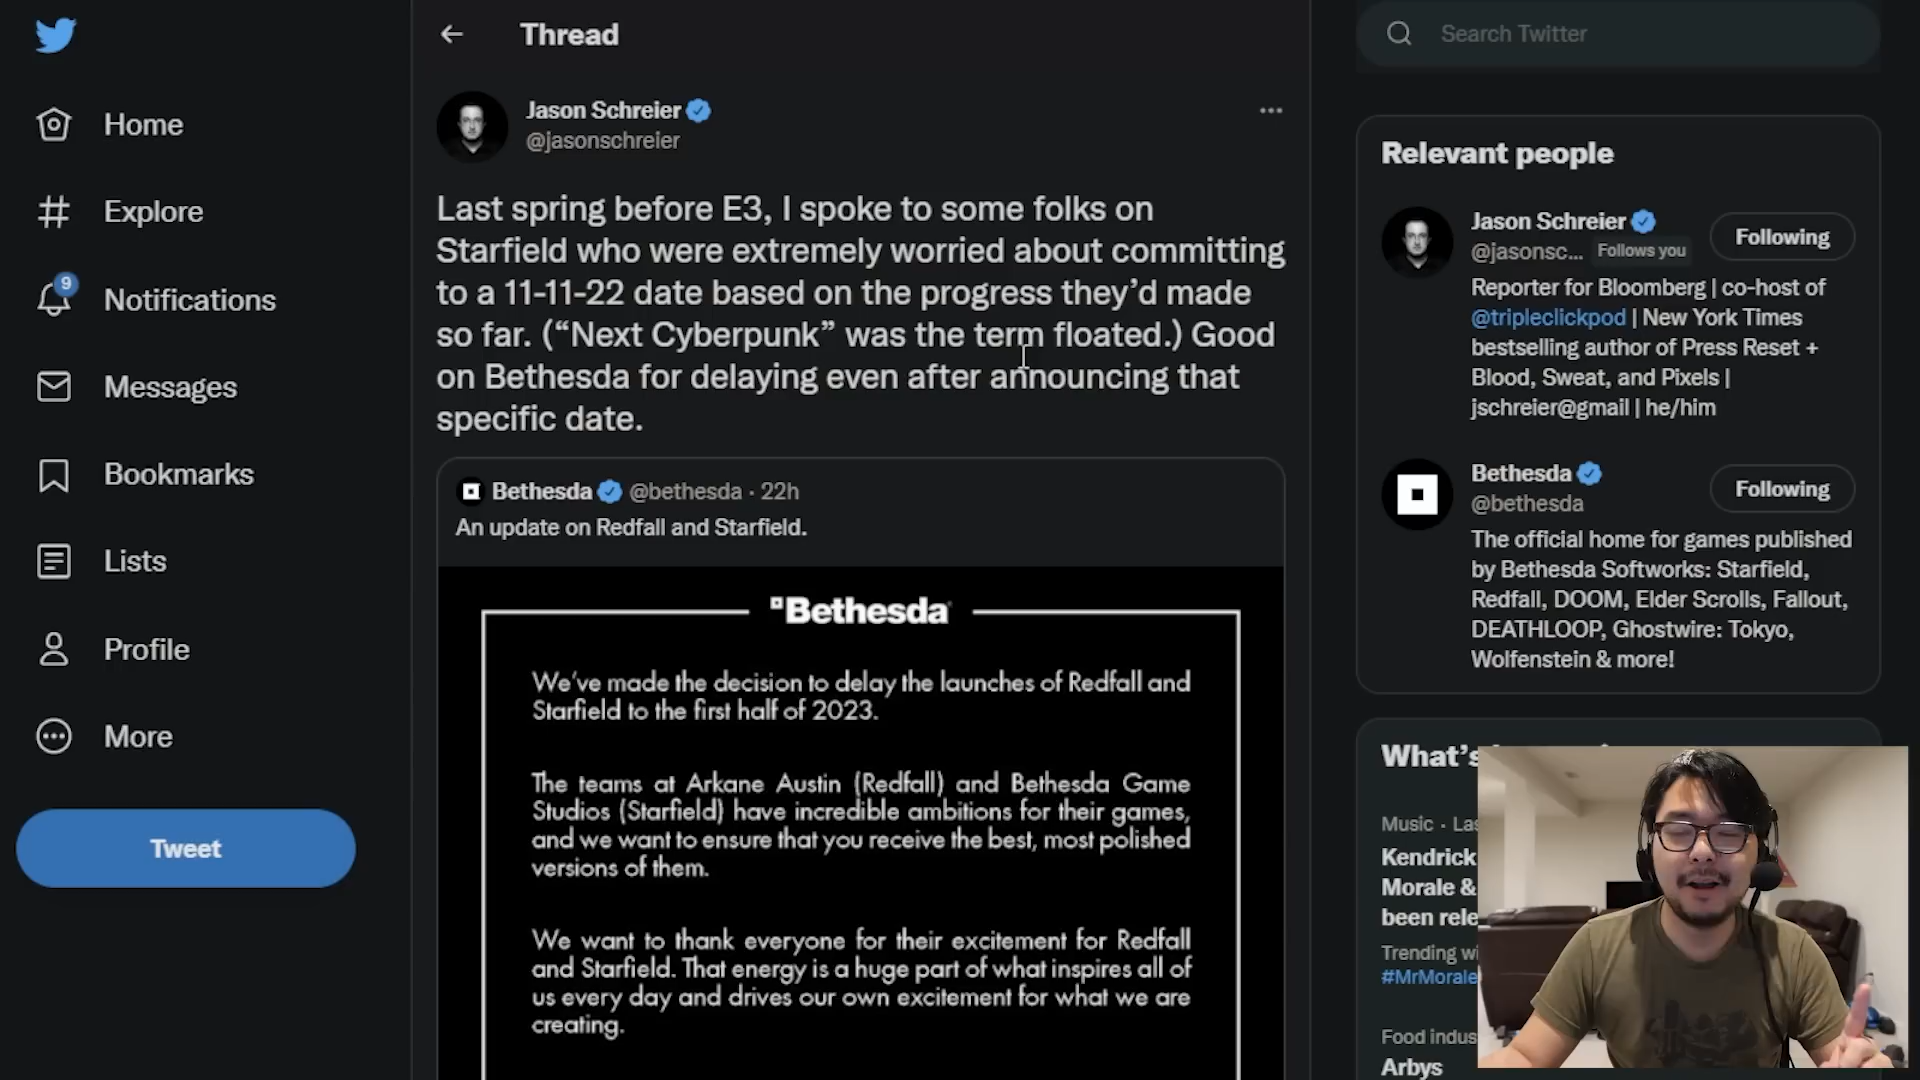 Home
Explore
9
Notifications
Messages
Bookmarks
Lists
Profile
More
Tweet
Thread
Jason Schreier
@jasonschreier
Last spring before E3, I spoke to some folks on
Starfield who were extremely worried about committing
to a 11-11-22 date based on the progress they’d made
so far. (“Next Cyberpunk” was the term floated.) Good
on Bethesda for delaying even after announcing that
specific date.
Bethesda @bethesda · 22h
An update on Redfall and Starfield.
Bethesda
We’ve made the decision to delay the launches of Redfall and
Starfield to the first half of 2023.
The teams at Arkane Austin (Redfall) and Bethesda Game
Studios (Starfield) have incredible ambitions for their games,
and we want to ensure that you receive the best, most polished
versions of them.
We want to thank everyone for their excitement for Redfall
and Starfield. That energy is a huge part of what inspires all of
us every day and drives our own excitement for what we are
creating.
Search Twitter
Relevant people
Jason Schreier
@jasonsc... Follows you
Following
Reporter for Bloomberg | co-host of
@tripleclickpod | New York Times
bestselling author of Press Reset +
Blood, Sweat, and Pixels |
jschreier@gmail | he/him
Bethesda
@bethesda
Following
The official home for games published
by Bethesda Softworks: Starfield,
Redfall, DOOM, Elder Scrolls, Fallout,
DEATHLOOP, Ghostwire: Tokyo,
Wolfenstein & more!
What’s
Music · Las
Kendrick
Morale &
been rele
Trending wi
#MrMorale
Food indus
Arbys